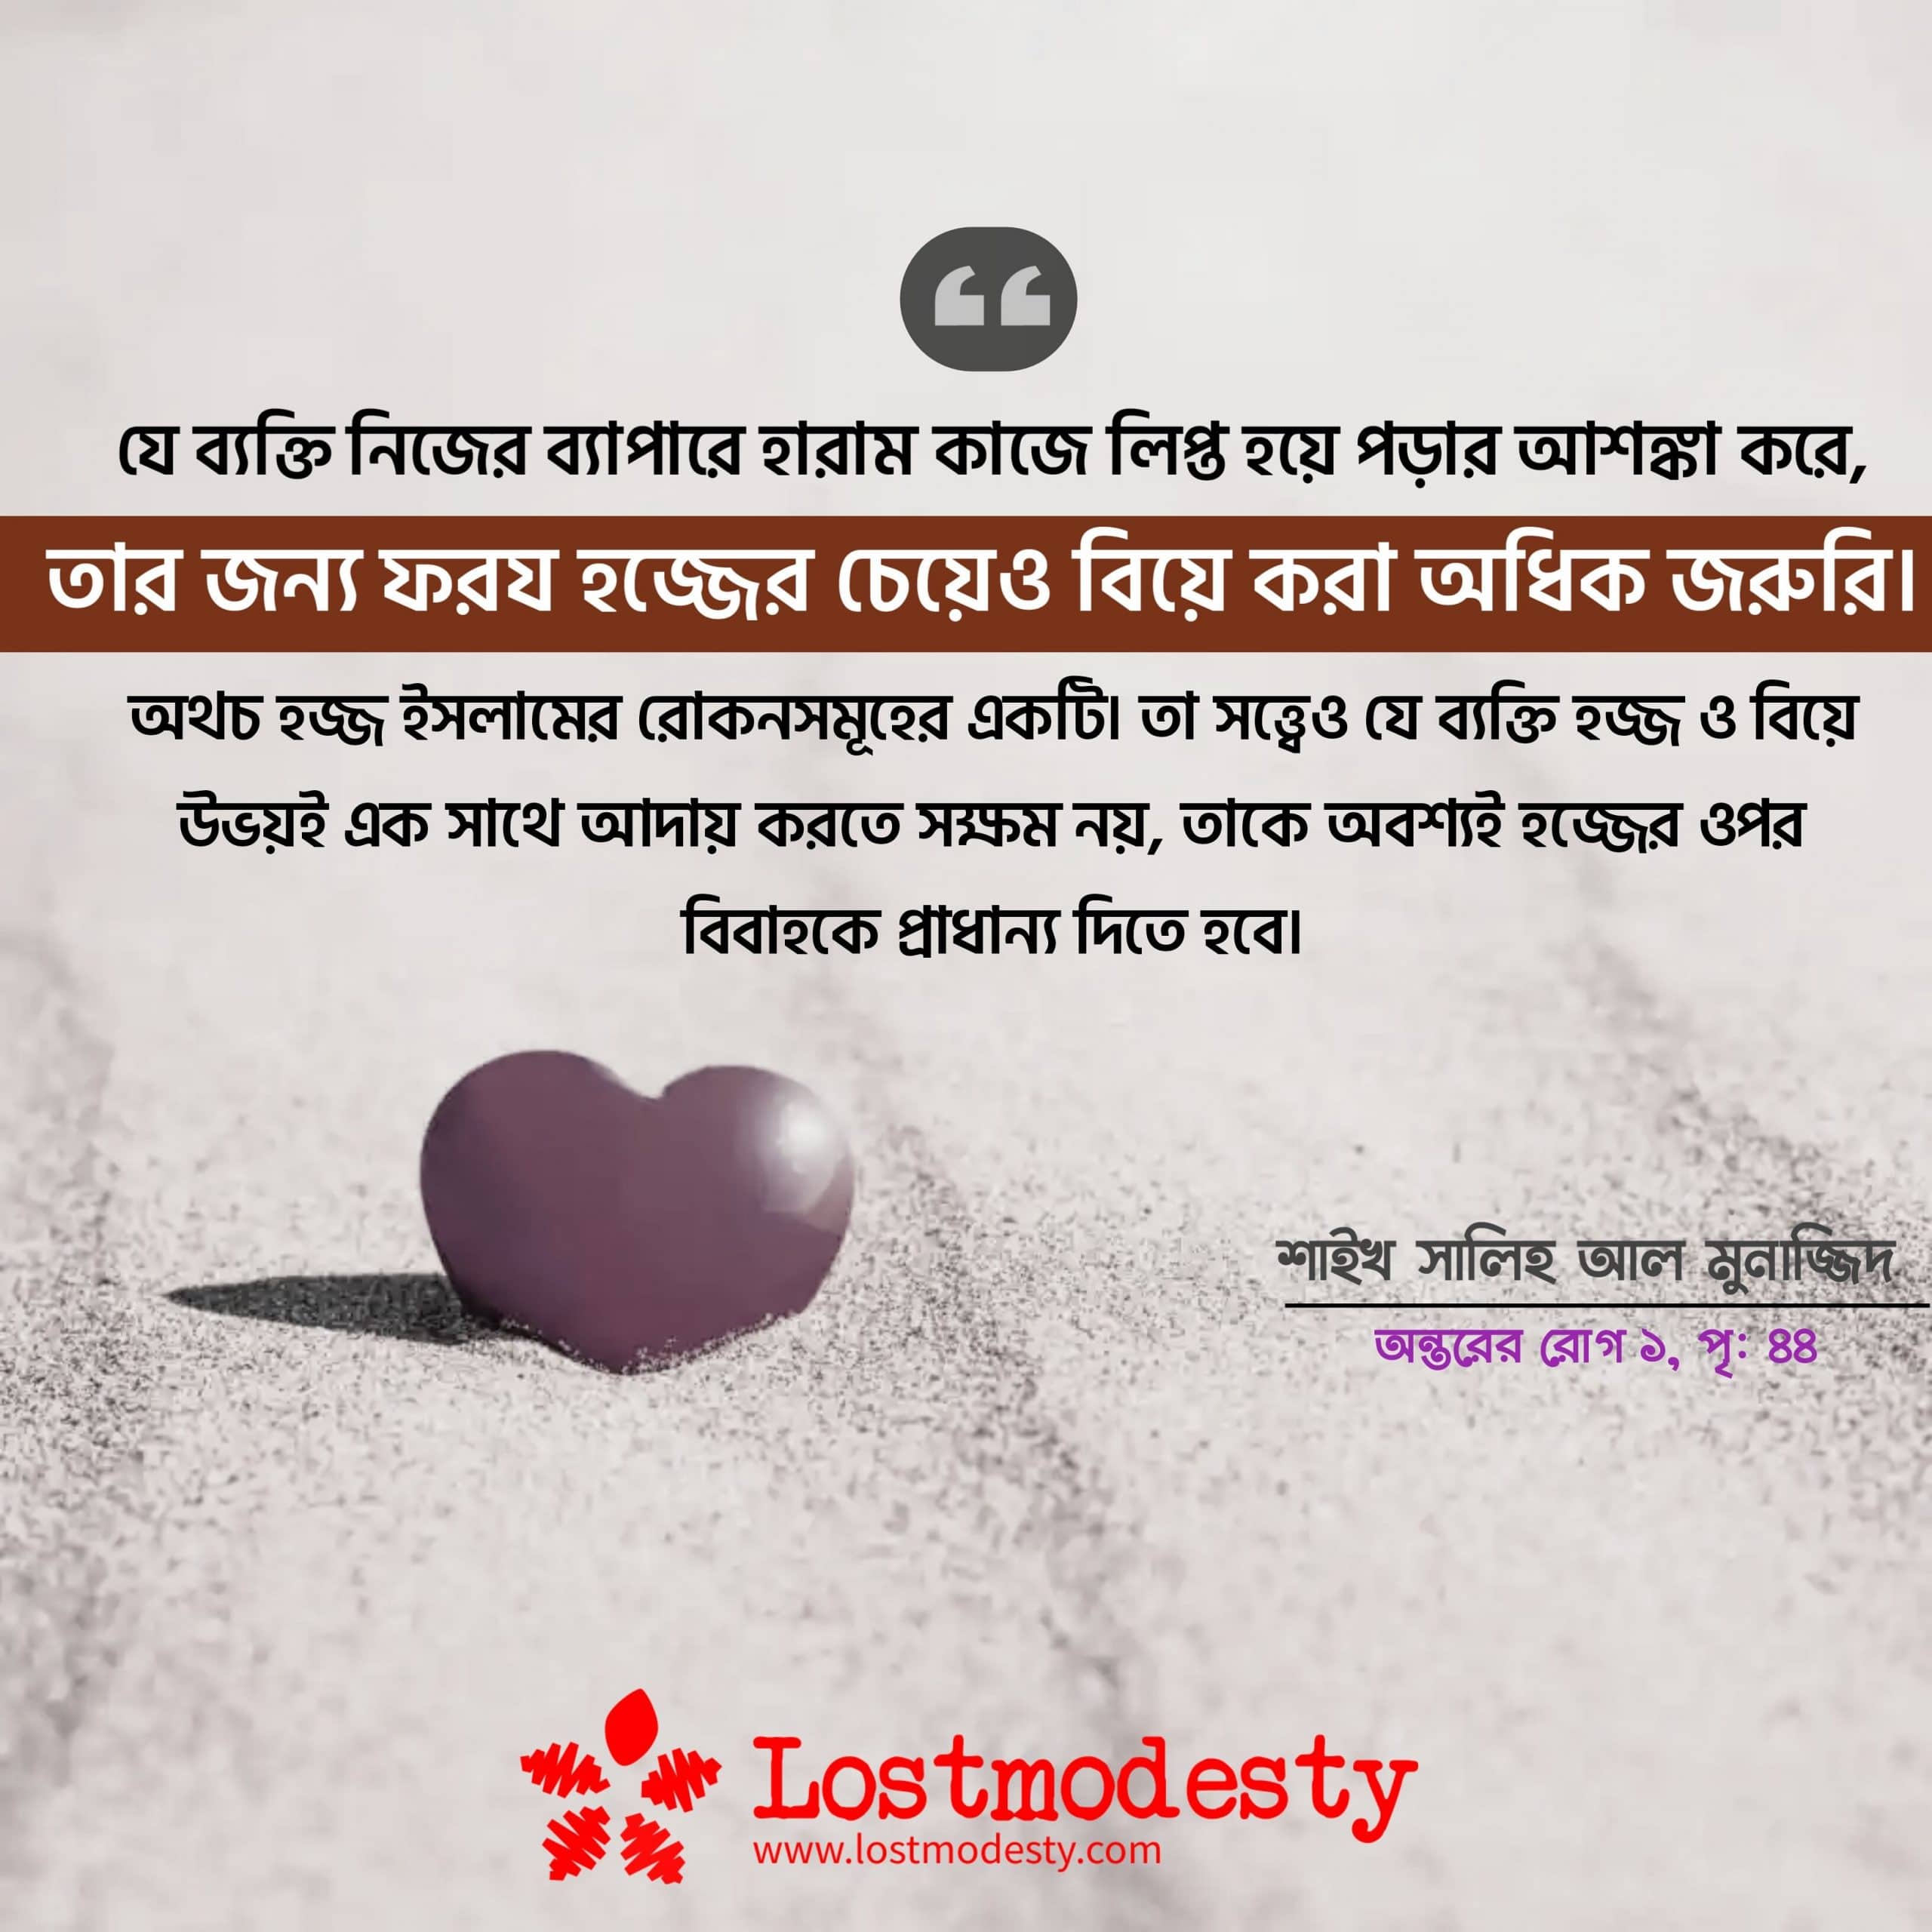 যে ব্যক্তি নিজের ব্যাপারে হারাম কাজে লিপ্ত হয়ে পড়ার আশঙ্কা করে,
তার জন্য ফরয হজ্জের চেয়েও বিয়ে করা অধিক জরুরি।
অথচ হজ্জ ইসলামের রোকনসমূহের একটি। তা সত্ত্বেও যে ব্যক্তি হজ্জ ও বিয়ে
উভয়ই এক সাথে আদায় করতে সক্ষম নয়, তাকে অবশ্যই হজ্জের ওপর
বিবাহকে প্রাধান্য দিতে হবে।
শাইখ সালিহ আল মুনাজ্জিদ
অন্তরের রোগ ১, পৃ: ৪৪
Lostmodesty
www.lostmodesty.com